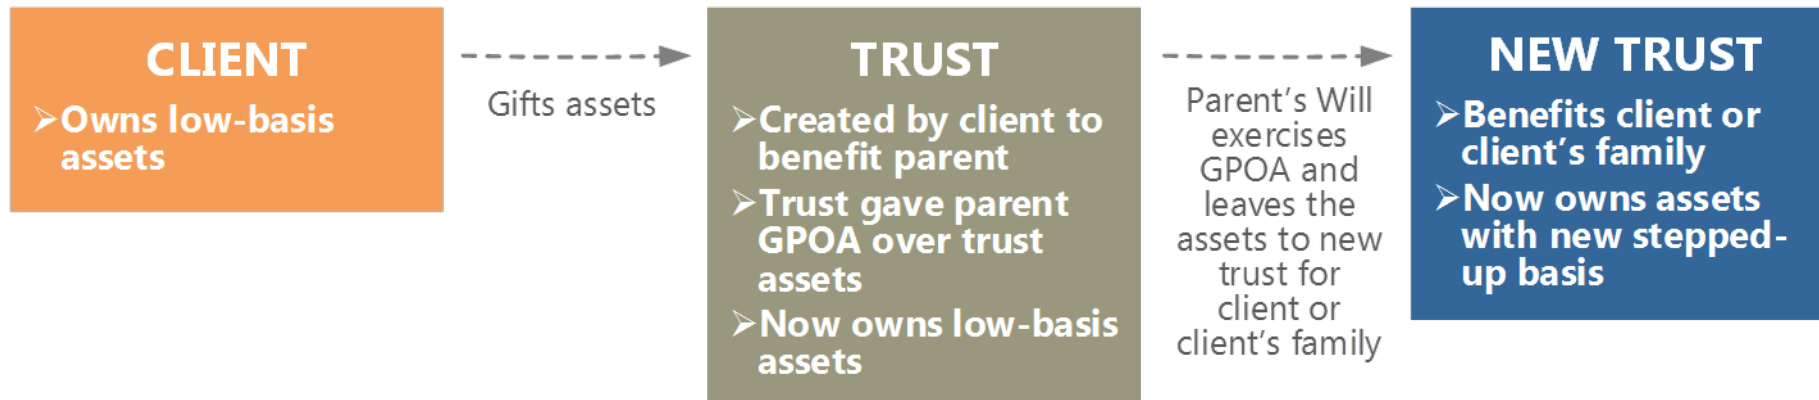 CLIENT
➢Owns low-basis
assets
Gifts assets
TRUST
➢Created by client to
benefit parent
➢Trust gave parent
GPOA over trust
assets
➢Now owns low-basis
assets
Parent’s Will
exercises
GPOA and
leaves the
assets to new
trust for
client or
client’s family
NEW TRUST
➢Benefits client or
client’s family
➢Now owns assets
with new stepped-
up basis